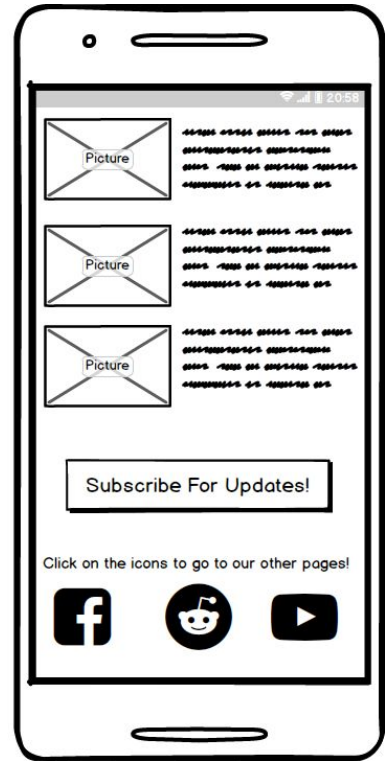 20:58
Picture
Picture
Picture
Subscribe For Updates!
Click on the icons to go to our other pages!